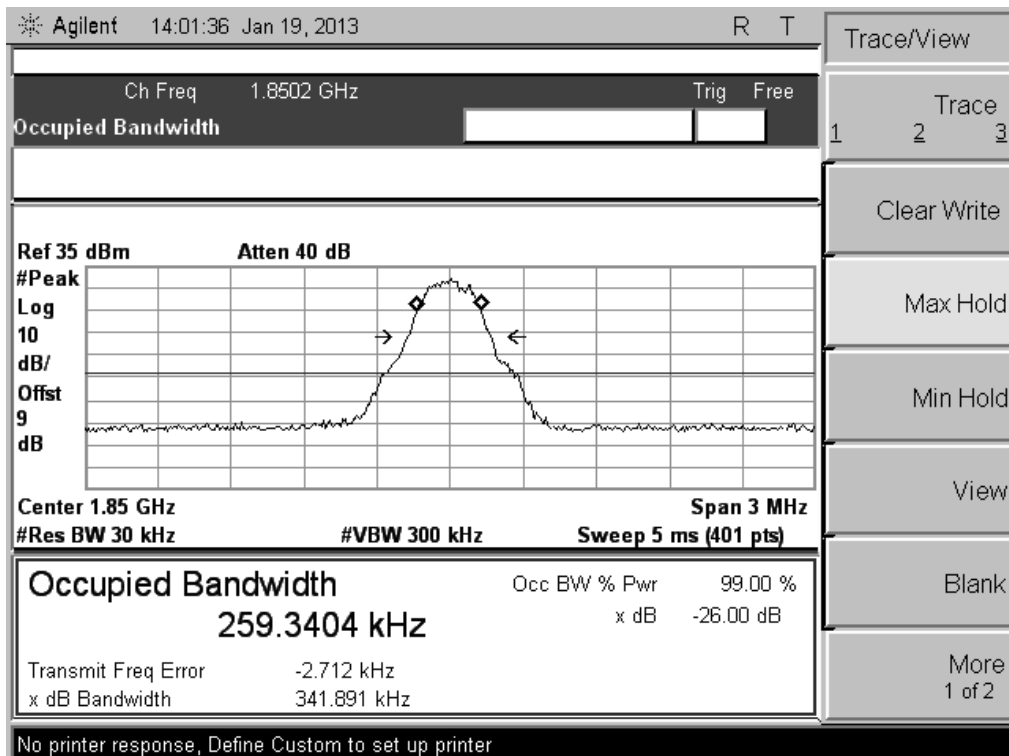 Agilent 14:01:36 Jan 19, 2013 R T
Trace/View
Ch Freq 1.8502 GHz Trig Free
Occupied Bandwidth
Trace
1 2 3
Clear Write
Max Hold
Min Hold
View
Blank
More
1 of 2
Ref 35 dBm Atten 40 dB
#Peak
Log
10
dB/
Offst
9
dB
Center 1.85 GHz Span 3 MHz
#Res BW 30 kHz #VBW 300 kHz Sweep 5 ms (401 pts)
Occupied Bandwidth Occ BW % Pwr 99.00 %
259.3404 kHz x dB -26.00 dB
Transmit Freq Error -2.712 kHz
x dB Bandwidth 341.891 kHz
No printer response, Define Custom to set up printer